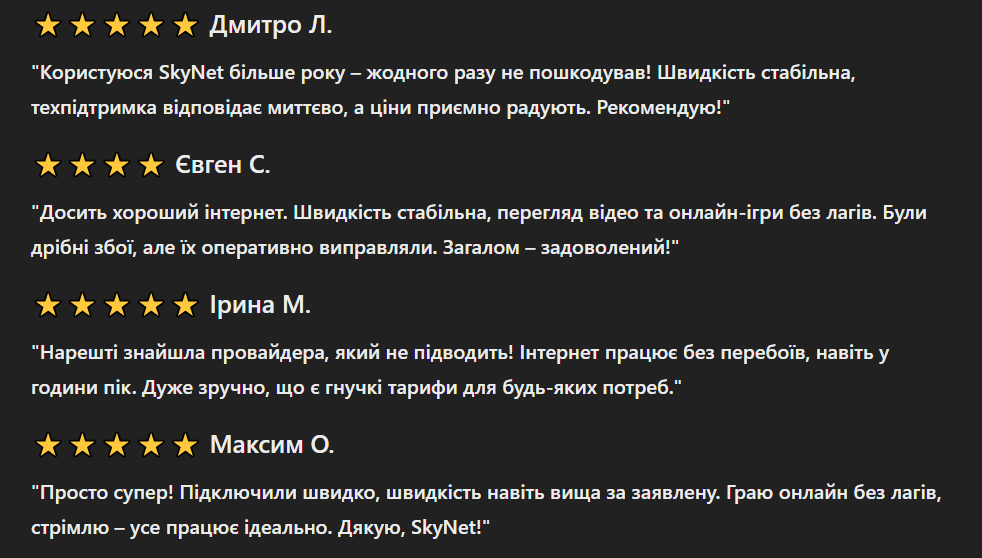 ★★★★★ Дмитро Л.
"Користуюся SkyNet більше року – жодного разу не пошкодував! Швидкість стабільна,
техпідтримка відповідає миттєво, а ціни приємно радують. Рекомендую!"
★★★★ Євген С.
"Досить хороший інтернет. Швидкість стабільна, перегляд відео та онлайн-ігри без лагів. Були
дрібні збої, але їх оперативно виправляли. Загалом – задоволений!"
★★★★★ Ірина М.
"Нарешті знайшла провайдера, який не підводить! Інтернет працює без перебоїв, навіть у
години пік. Дуже зручно, що є гнучкі тарифи для будь-яких потреб."
★★★★★ Максим О.
"Просто супер! Підключили швидко, швидкість навіть вища за заявлену. Граю онлайн без лагів,
стрімлю – усе працює ідеально. Дякую, SkyNet!"